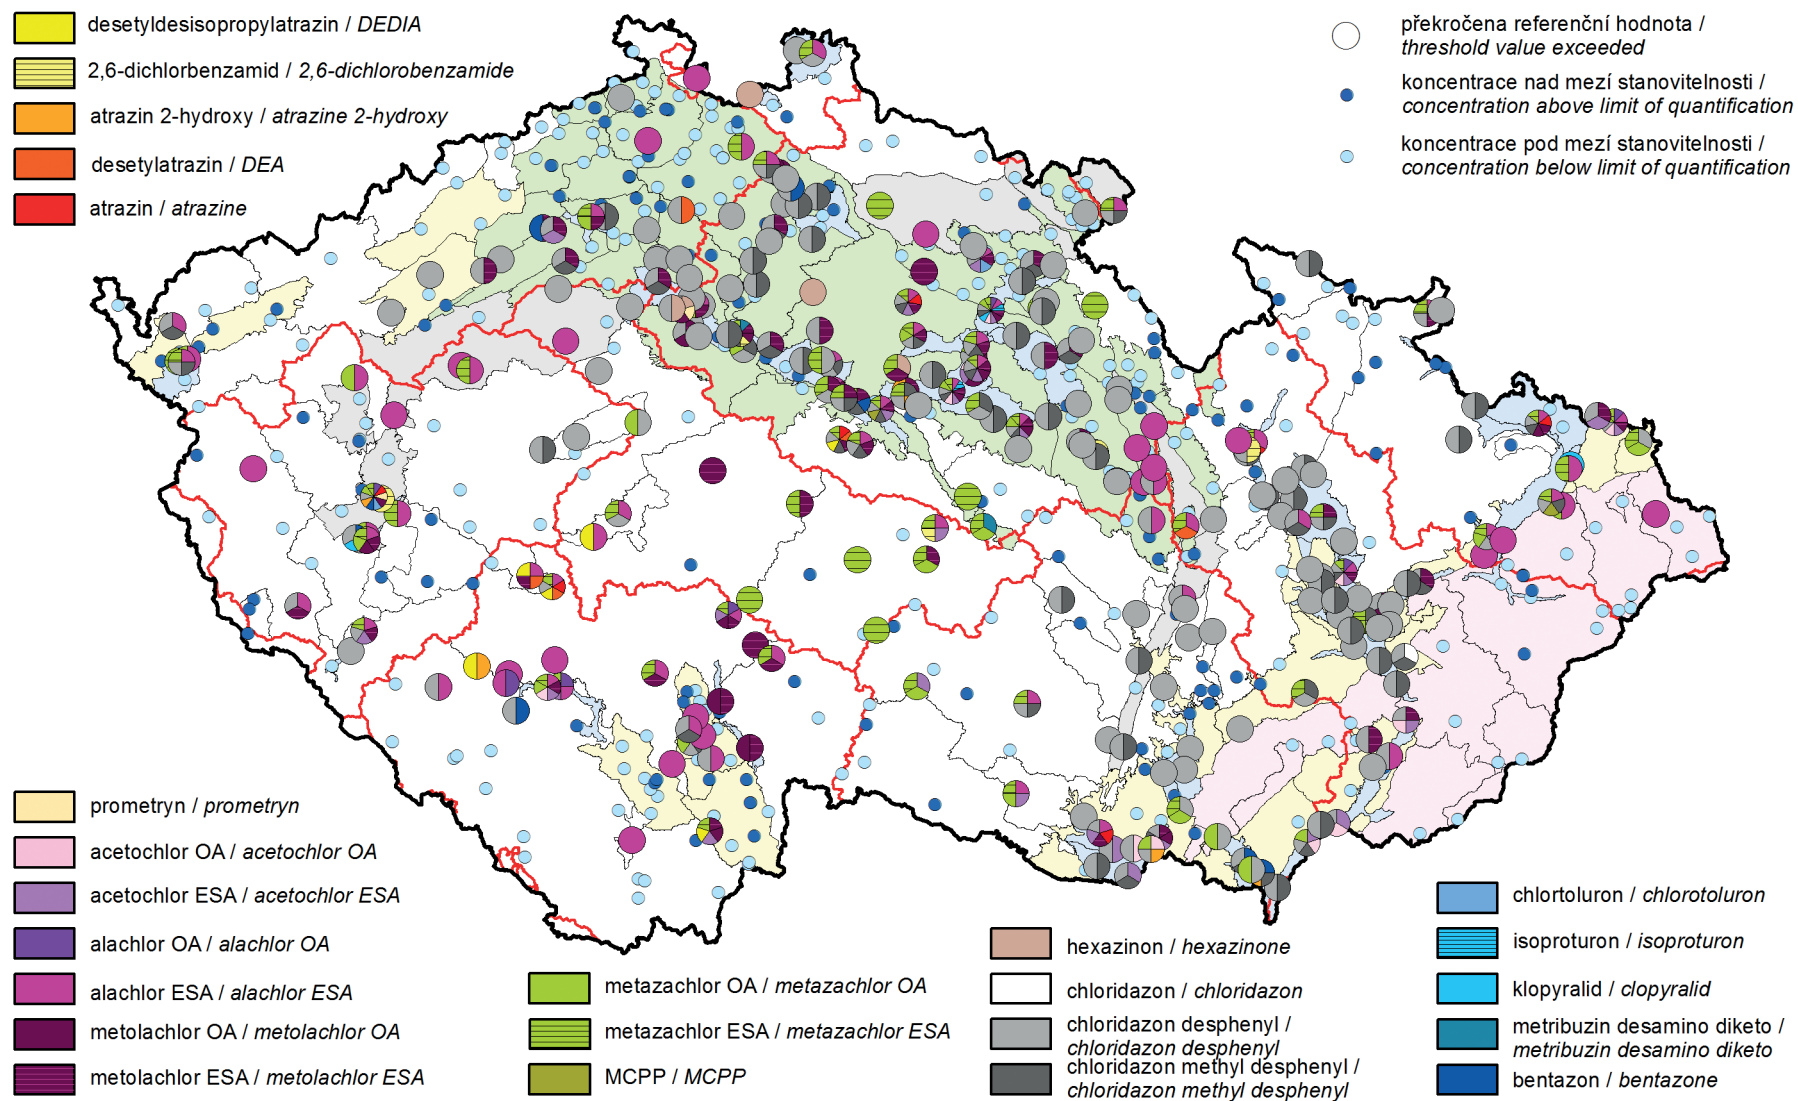 desetyldesisopropylatrazin / DEDIA
2,6-dichlorbenzamid / 2,6-dichlorobenzamide
atrazin 2-hydroxy / atrazine 2-hydroxy
desetylatrazin / DEA
atrazin / atrazine
překročena referenční hodnota /
threshold value exceeded
koncentrace nad mezí stanovitelnosti /
concentration above limit of quantification
koncentrace pod mezí stanovitelnosti /
concentration below limit of quantification
prometryn / prometryn
acetochlor OA / acetochlor OA
acetochlor ESA / acetochlor ESA
alachlor OA / alachlor OA
alachlor ESA / alachlor ESA
metolachlor OA / metolachlor OA
metolachlor ESA / metolachlor ESA
metazachlor OA / metazachlor OA
metazachlor ESA / metazachlor ESA
MCPP / MCPP
hexazinon / hexazinone
chloridazon / chloridazon
chloridazon desphenyl /
chloridazon desphenyl
chloridazon methyl desphenyl /
chloridazon methyl desphenyl
chlortoluron / chlorotoluron
isoproturon / isoproturon
klopyralid / clopyralid
metribuzin desamino diketo /
metribuzin desamino diketo
bentazon / bentazone